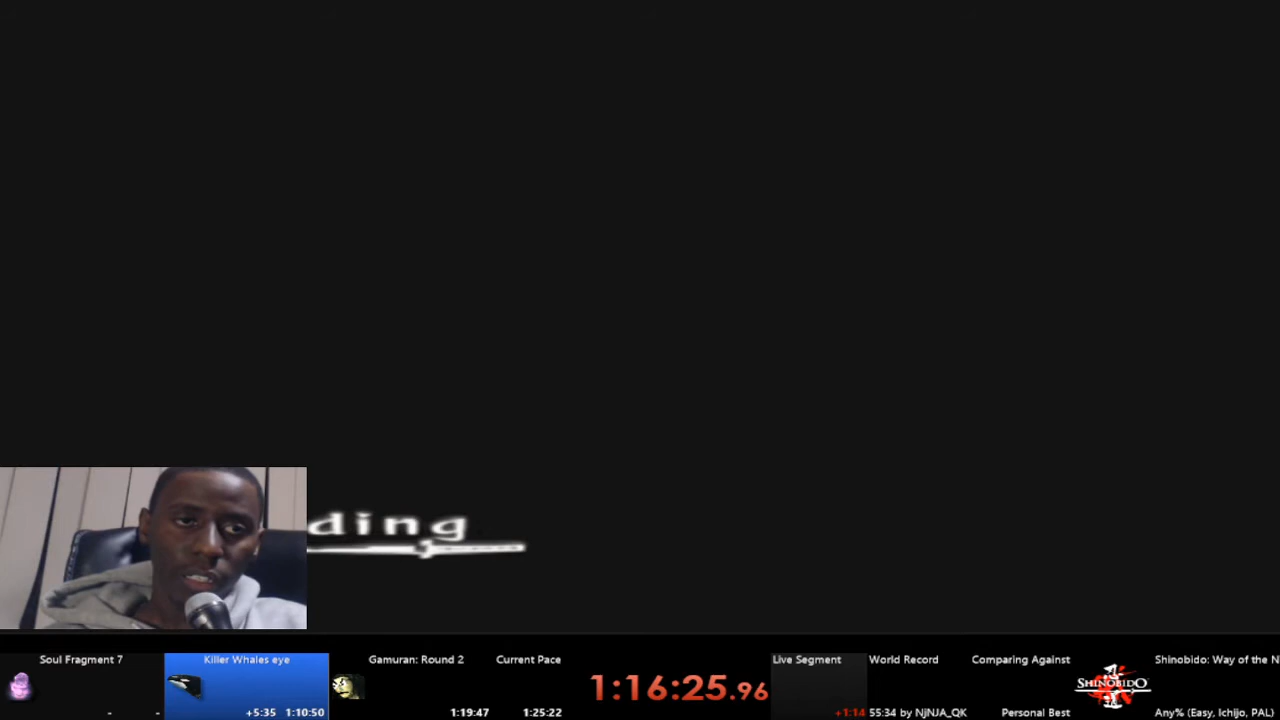 ding
Soul Fragment 7
-
-
Killer Whales eye
+5:35 1:10:50
Gamuran: Round 2
1:19:47
Current Pace
1:25:22
1:16:25.96
Live Segment
+1:14
World Record
55:34 by NjNJA_QK
Comparing Against
Personal Best
SHINOBIDO
Shinobido: Way of the N
Any% (Easy, Ichijo, PAL)